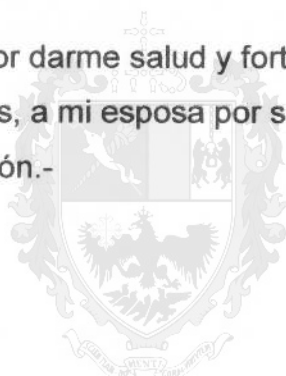 or darme salud y fort
s, a mi esposa por s
ón.-